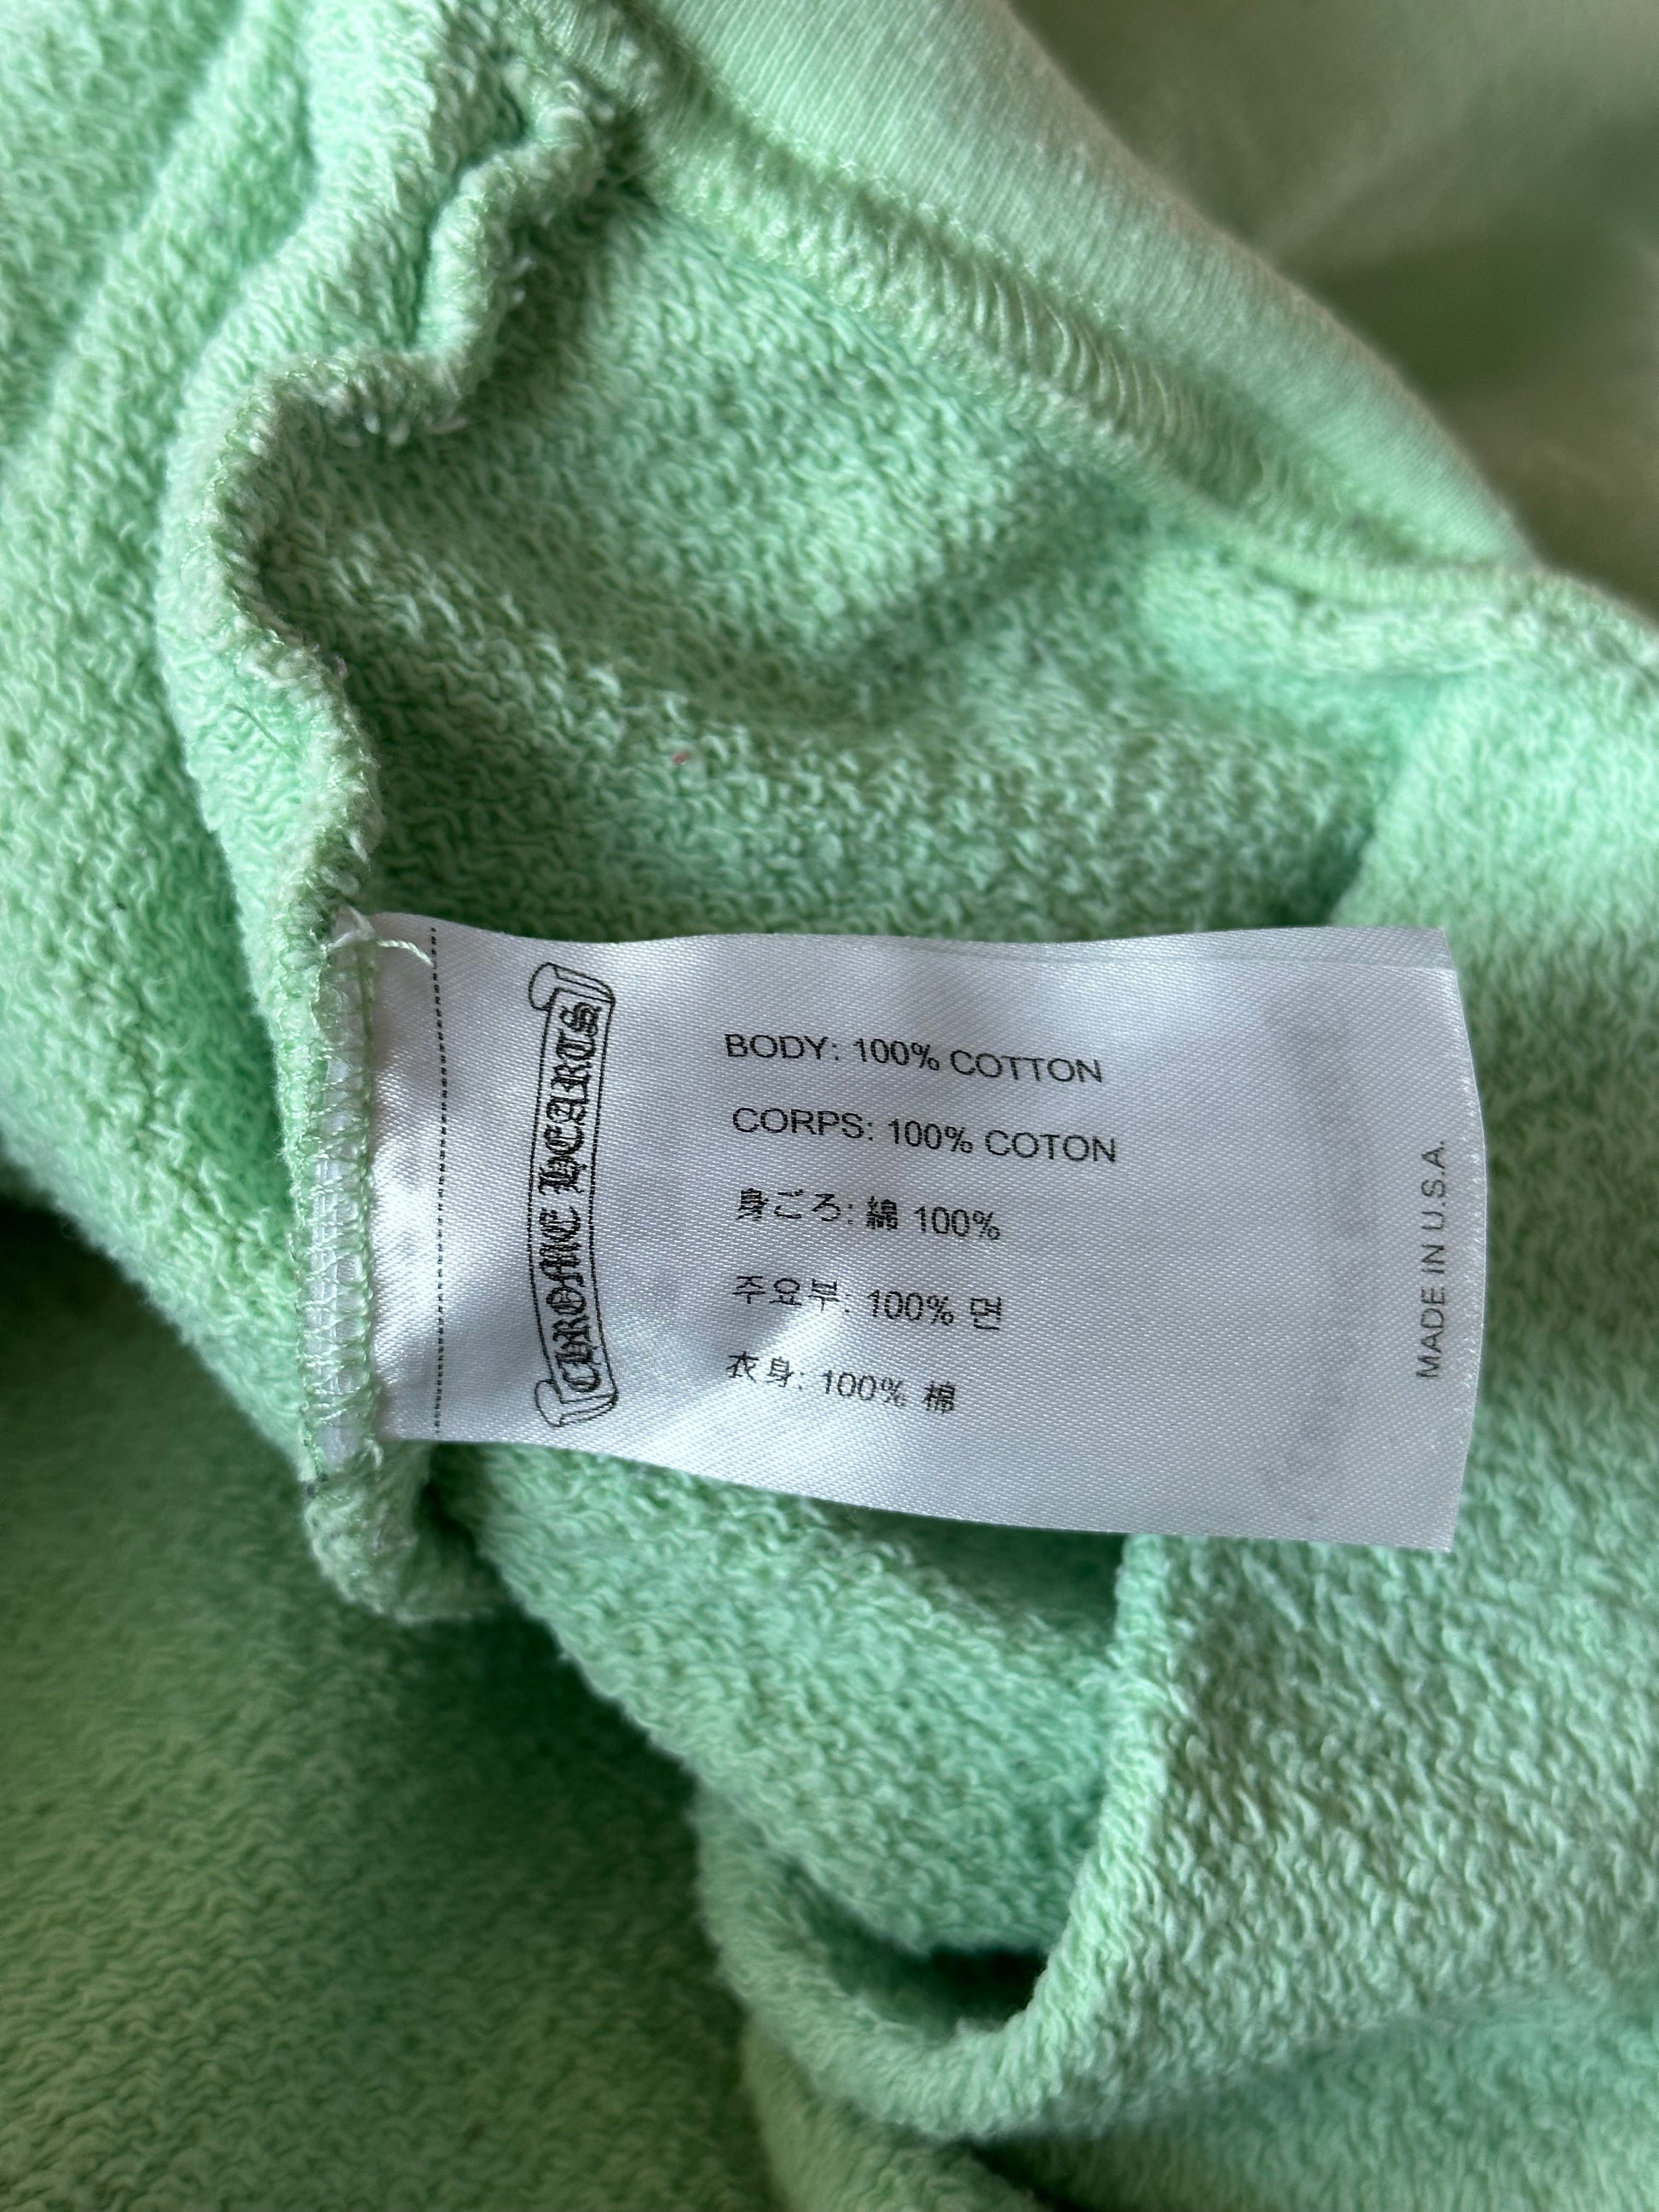 CHROME HEARTS
BODY: 100% COTTON
CORPS: 100% COTON
身ごろ: 綿 100%
주요부: 100% 면
衣身: 100% 棉
MADE IN U.S.A.